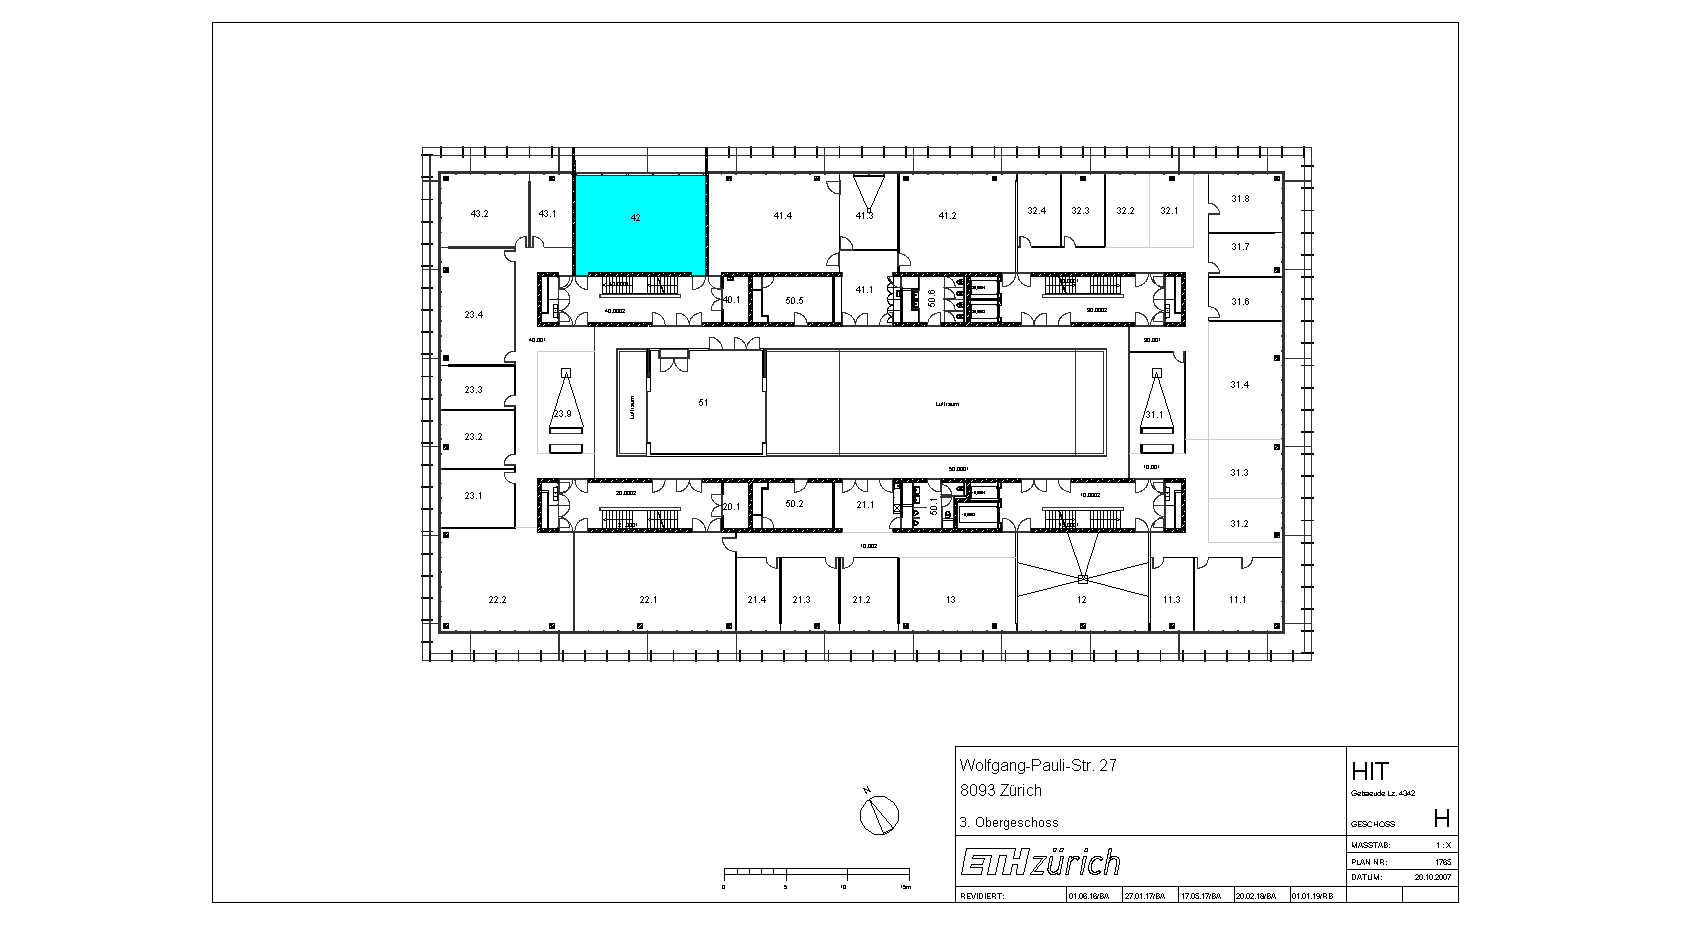 43.2 43.1 42 41.4 41.3 41.2 32.4 32.3 32.2 32.1 31.8
31.7
23.4 40.0002 40.1 50.5 41.1 50.6 30.0002 31.6
40.001 30.001
23.3 23.9 Luftraum 51 Luftraum 31.1 31.4
23.2
50.0001 10.001 31.3
23.1 20.0002 20.1 50.2 21.1 50.1 10.0002 31.2
10.002
22.2 22.1 21.4 21.3 21.2 13 12 11.3 11.1
N
0 5 10 15m
Wolfgang-Pauli-Str. 27
8093 Zürich
3. Obergeschoss
HIT
Gebaeude Lz. 4342
GESCHOSS H
ETH zürich
MASSTAB: 1 : X
PLAN NR: 1765
DATUM: 20.10.2007
REVIDIERT: 01.06.16/BA 27.01.17/BA 17.05.17/BA 20.02.18/BA 01.01.19/RB